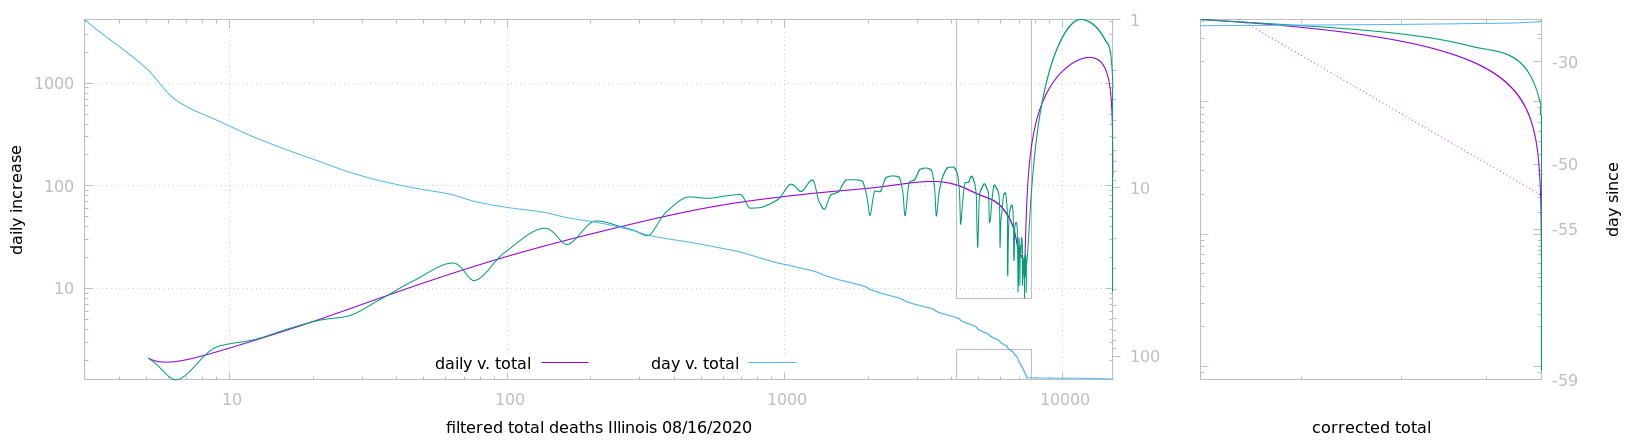 1
1000
-30
daily increase
100
10
-50
day since
-55
10
daily v. total
day v. total
100
-59
10
100
1000
10000
filtered total deaths Illinois 08/16/2020
corrected total